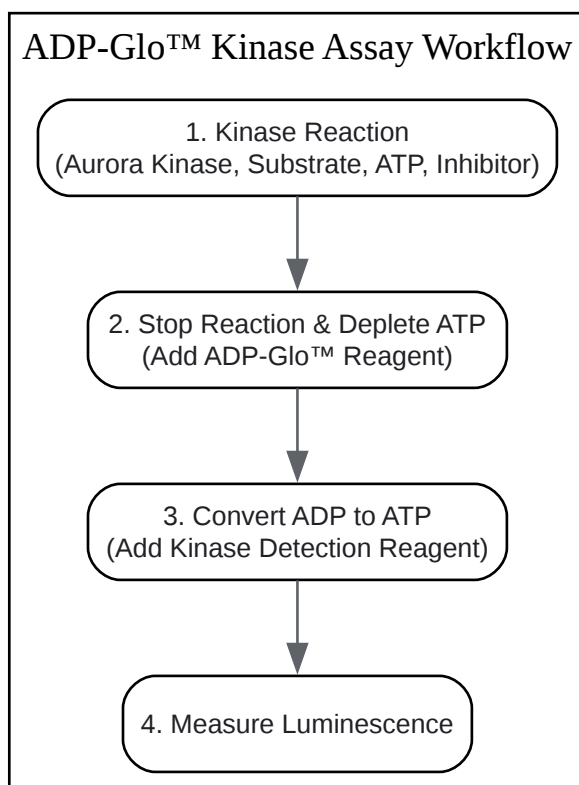 ADP-Glo™ Kinase Assay Workflow
1. Kinase Reaction
(Aurora Kinase, Substrate, ATP, Inhibitor)
2. Stop Reaction & Deplete ATP
(Add ADP-Glo™ Reagent)
3. Convert ADP to ATP
(Add Kinase Detection Reagent)
4. Measure Luminescence